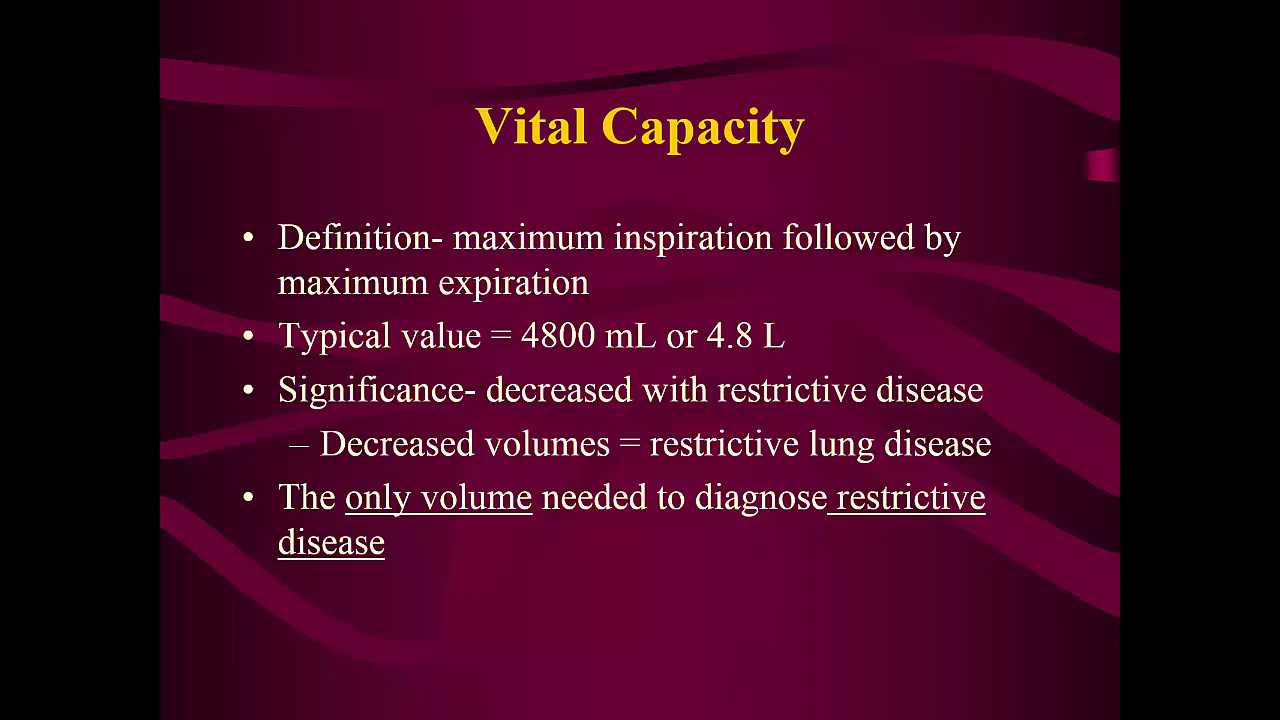 Vital Capacity
• Definition- maximum inspiration followed by
maximum expiration
• Typical value = 4800 mL or 4.8 L
• Significance- decreased with restrictive disease
– Decreased volumes = restrictive lung disease
• The only volume needed to diagnose restrictive
disease